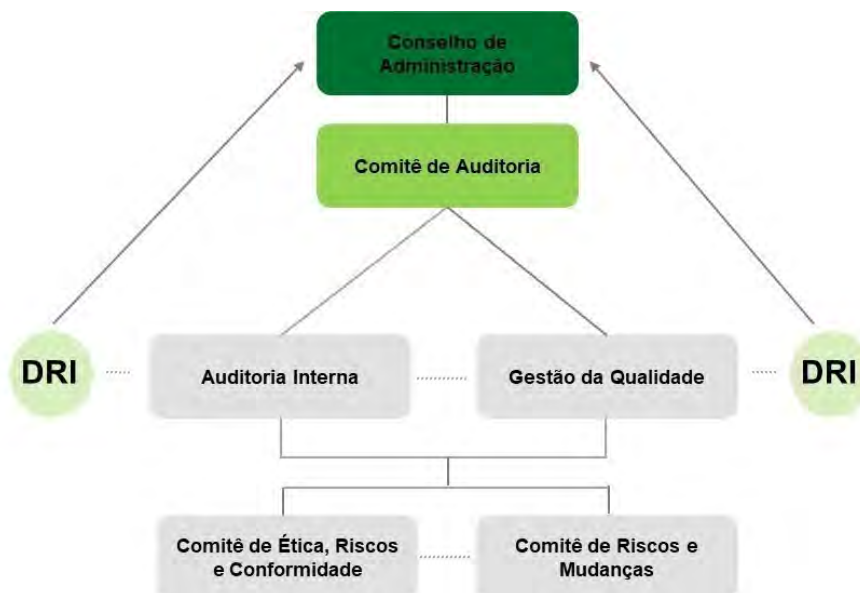 Conselho de
Administração
Comitê de Auditoria
DRI
Auditoria Interna
Gestão da Qualidade
DRI
Comitê de Ética, Riscos
e Conformidade
Comitê de Riscos e
Mudanças